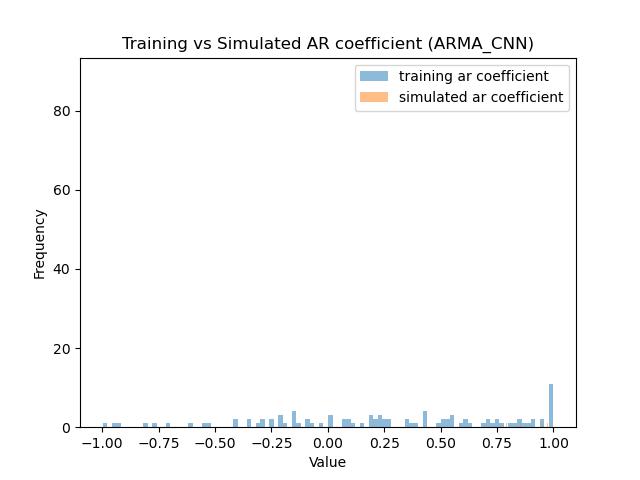 Training vs Simulated AR coefficient (ARMA_CNN)
training ar coefficient
simulated ar coefficient
80
60
40
20
0
Frequency
−1.00 −0.75 −0.50 −0.25 0.00 0.25 0.50 0.75 1.00
Value